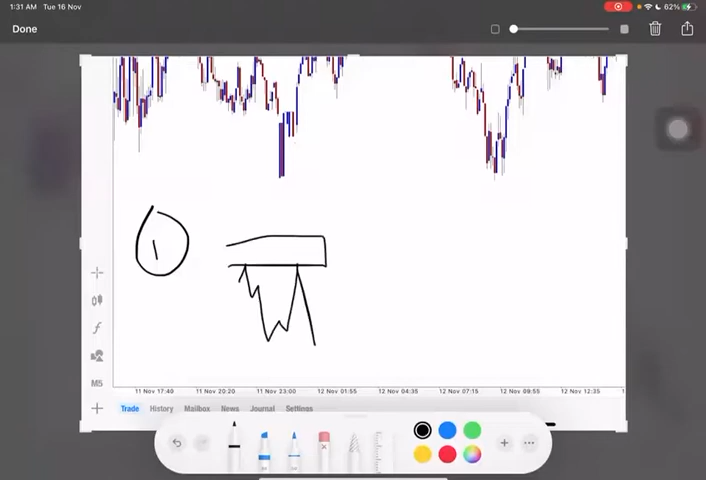 1:31 AM Tue 16 Nov
62%
Done
1
M5
11 Nov 17:40 11 Nov 20:20 11 Nov 23:00 12 Nov 01:55 12 Nov 04:35 12 Nov 07:15 12 Nov 09:55 12 Nov 12:35
Trade History Mailbox News Journal Settings